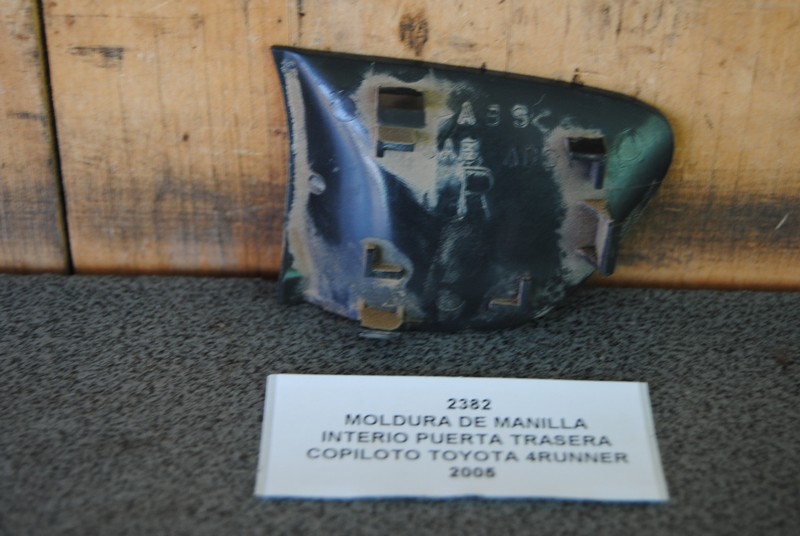 2382
MOLDURA DE MANILLA
INTERIO PUERTA TRASERA
COPILOTO TOYOTA 4RUNNER
2005